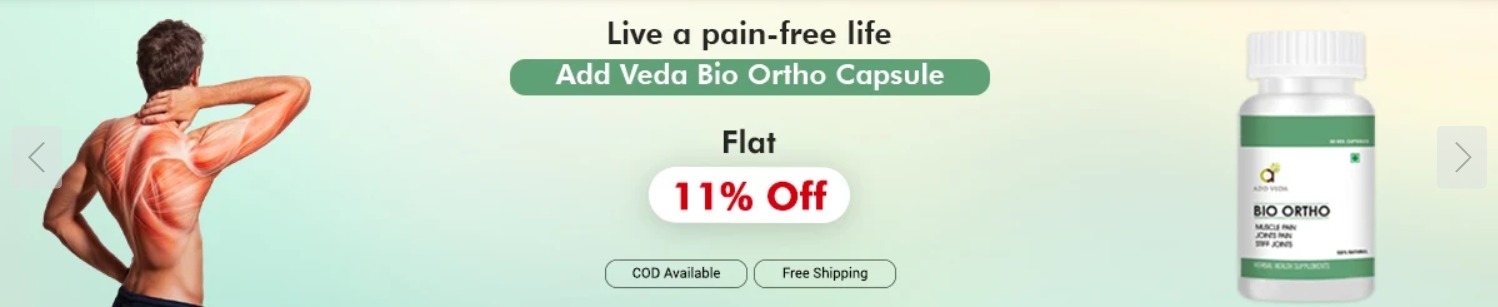 Live a pain-free life
Add Veda Bio Ortho Capsule
Flat
11% Off
COD Available
Free Shipping
ADD VEDA
BIO ORTHO
MUSCLE PAIN
JOINTS PAIN
STIFF JOINTS
100% NATURAL
HERBAL HEALTH SUPPLEMENTS